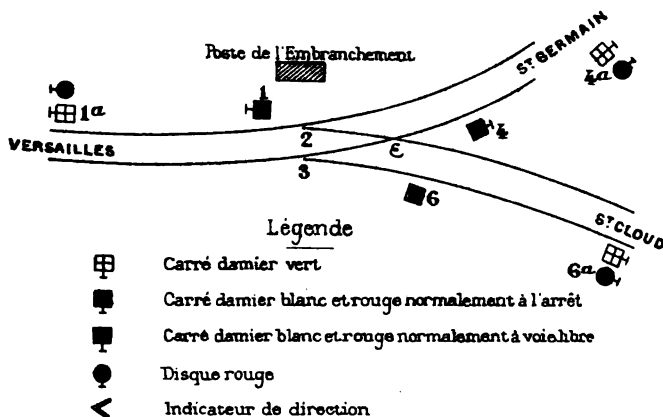 Poste de l'Embranchement
ST GERMAIN
1a
1
4a
2
4
VERSAILLES
3
ε
6
ST CLOUD
6a
Légende
Carré damier vert
Carré damier blanc et rouge normalement à l'arrêt
Carré damier blanc et rouge normalement à voie libre
Disque rouge
Indicateur de direction